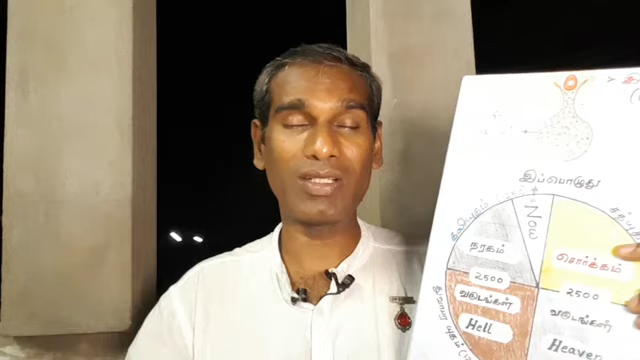 இப்பொழுது
NOW
நரகம்
சொர்க்கம்
2500
2500
வருடங்கள்
வருடங்கள்
Hell
Heaven